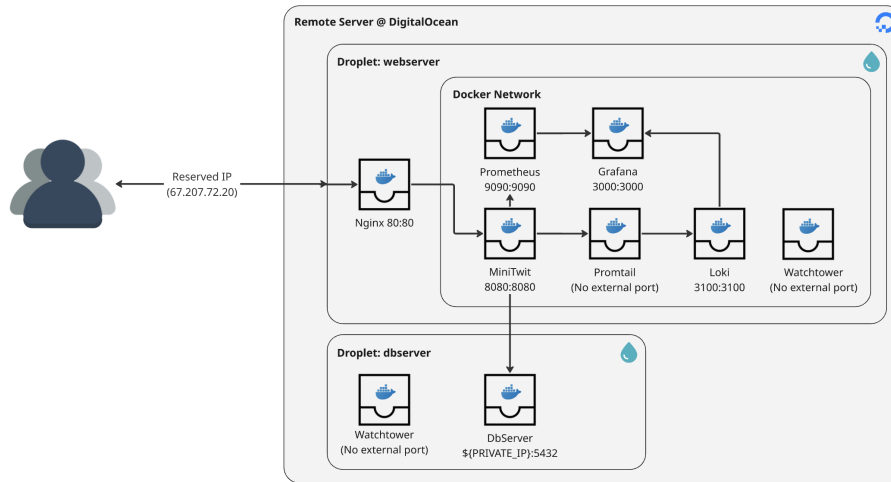 Remote Server @ DigitalOcean
Droplet: webserver
Docker Network
Prometheus
9090:9090
Grafana
3000:3000
Reserved IP
(67.207.72.20)
Nginx 80:80
MiniTwit
8080:8080
Promtail
(No external port)
Loki
3100:3100
Watchtower
(No external port)
Droplet: dbserver
Watchtower
(No external port)
DbServer
${PRIVATE_IP}:5432